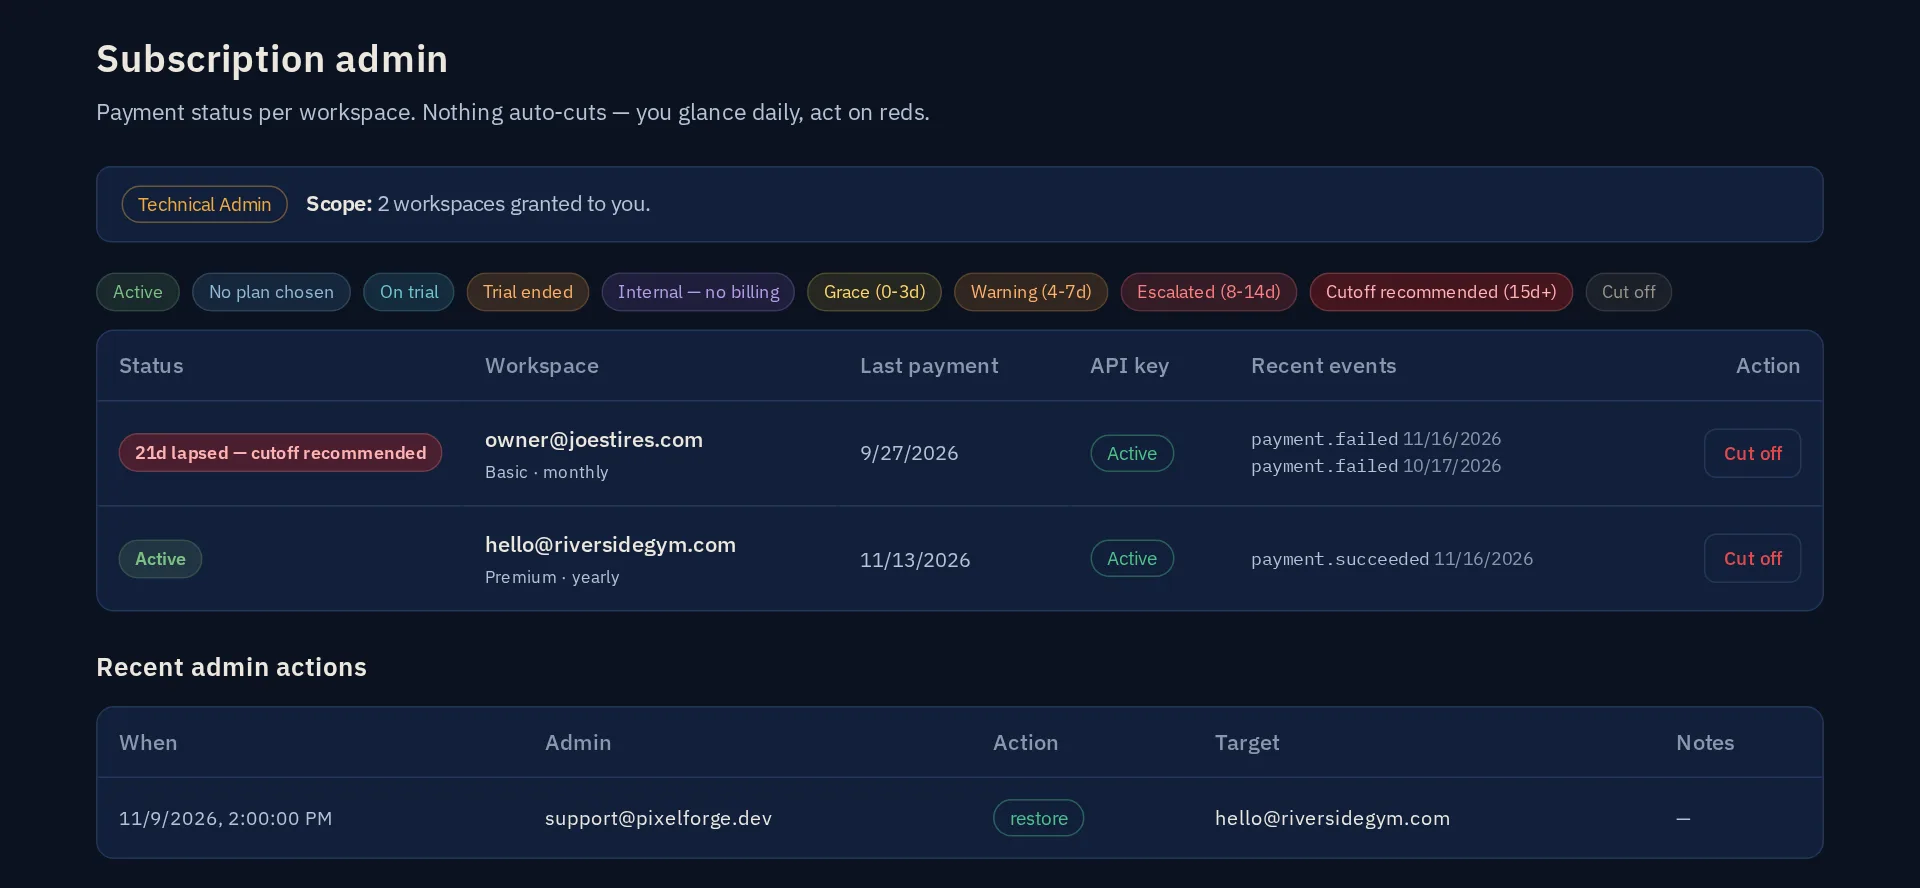 Subscription admin
Payment status per workspace. Nothing auto-cuts — you glance daily, act on reds.
Technical Admin Scope: 2 workspaces granted to you.
Active No plan chosen On trial Trial ended Internal — no billing Grace (0-3d) Warning (4-7d) Escalated (8-14d) Cutoff recommended (15d+) Cut off
Status Workspace Last payment API key Recent events Action
21d lapsed — cutoff recommended owner@joestires.com 9/27/2026 Active payment.failed 11/16/2026 Cut off
Basic · monthly payment.failed 10/17/2026
Active hello@riversidegym.com 11/13/2026 Active payment.succeeded 11/16/2026 Cut off
Premium · yearly
Recent admin actions
When Admin Action Target Notes
11/9/2026, 2:00:00 PM support@pixelforge.dev restore hello@riversidegym.com —